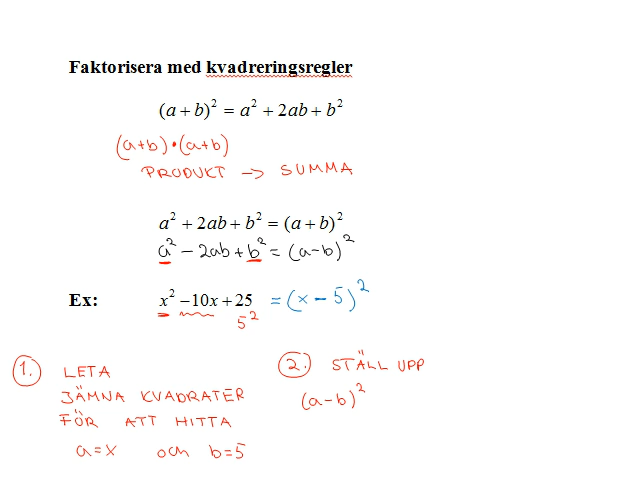 Faktorisera med kvadreringsregler
(a + b)² = a² + 2ab + b²
(a+b)•(a+b)
PRODUKT → SUMMA
a² + 2ab + b² = (a + b)²
a² − 2ab + b² = (a−b)²
Ex: x² −10x + 25 = (x − 5)²
5²
1. LETA
JÄMNA KVADRATER
FÖR ATT HITTA
a=x och b=5
2. STÄLL UPP
(a−b)²